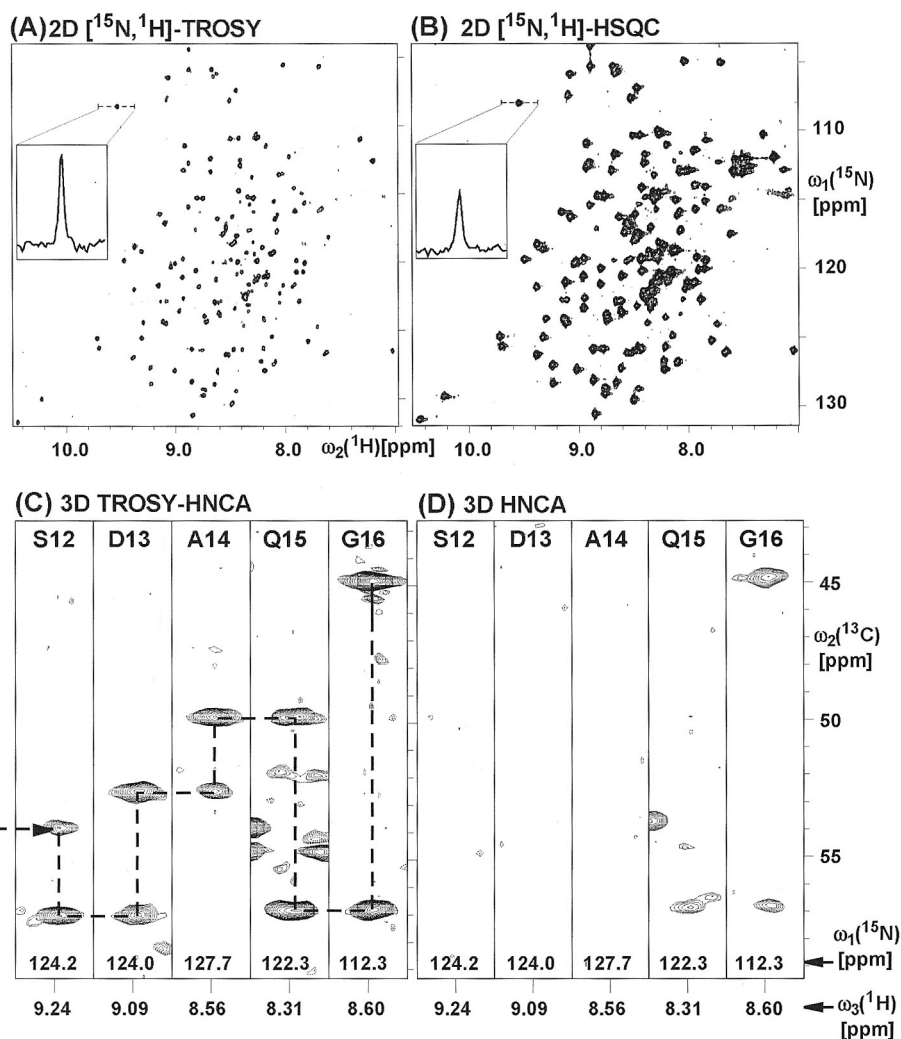 (A) 2D [¹⁵N,¹H]-TROSY
(B) 2D [¹⁵N,¹H]-HSQC
110
ω₁(¹⁵N)
[ppm]
120
130
10.0 9.0 8.0
ω₂(¹H)[ppm]
10.0 9.0 8.0
(C) 3D TROSY-HNCA
S12 D13 A14 Q15 G16
124.2 124.0 127.7 122.3 112.3
9.24 9.09 8.56 8.31 8.60
(D) 3D HNCA
S12 D13 A14 Q15 G16
45
ω₂(¹³C)
[ppm]
50
55
124.2 124.0 127.7 122.3 112.3
ω₁(¹⁵N)
[ppm]
9.24 9.09 8.56 8.31 8.60
ω₃(¹H)
[ppm]